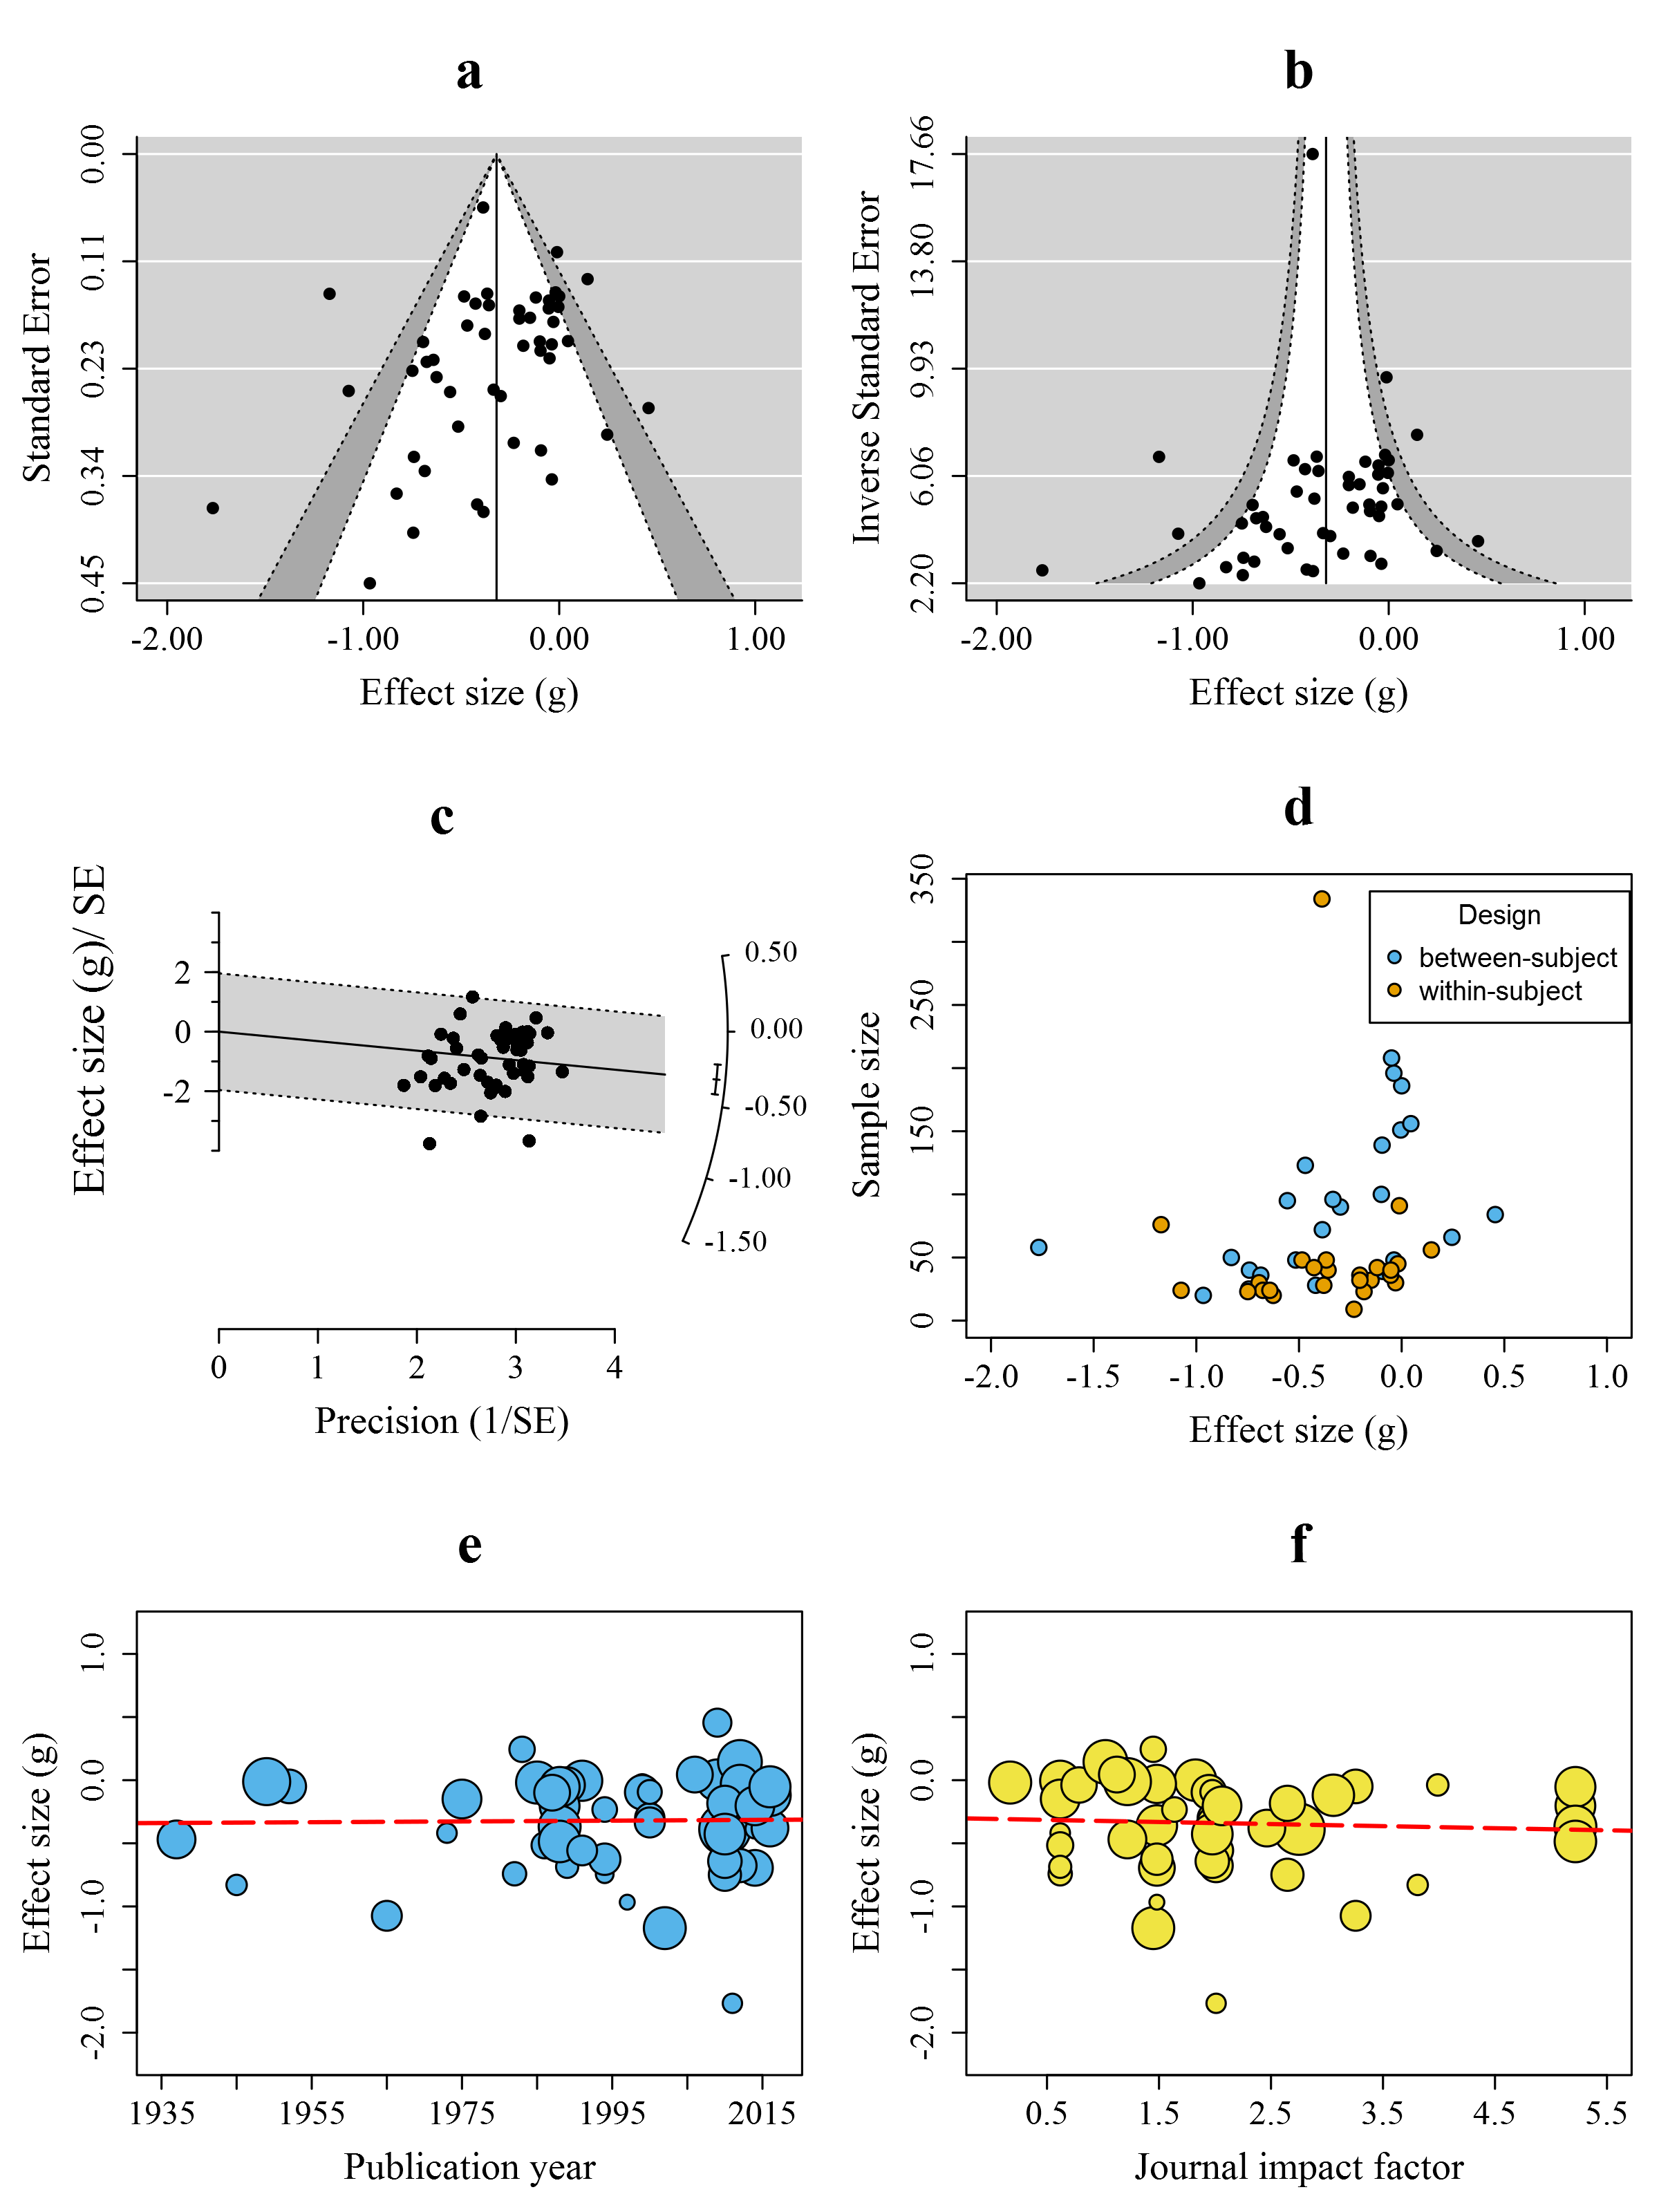 a
0.00
0.11
0.23
0.34
0.45
Standard Error
-2.00 -1.00 0.00 1.00
Effect size (g)
b
17.66
13.80
9.93
6.06
2.20
Inverse Standard Error
-2.00 -1.00 0.00 1.00
Effect size (g)
c
Effect size (g)/ SE
2
0
-2
0.50
0.00
-0.50
-1.00
-1.50
0 1 2 3 4
Precision (1/SE)
d
350
250
150
50
0
Sample size
Design
between-subject
within-subject
-2.0 -1.5 -1.0 -0.5 0.0 0.5 1.0
Effect size (g)
e
1.0
0.0
-1.0
-2.0
Effect size (g)
1935 1955 1975 1995 2015
Publication year
f
1.0
0.0
-1.0
-2.0
Effect size (g)
0.5 1.5 2.5 3.5 4.5 5.5
Journal impact factor